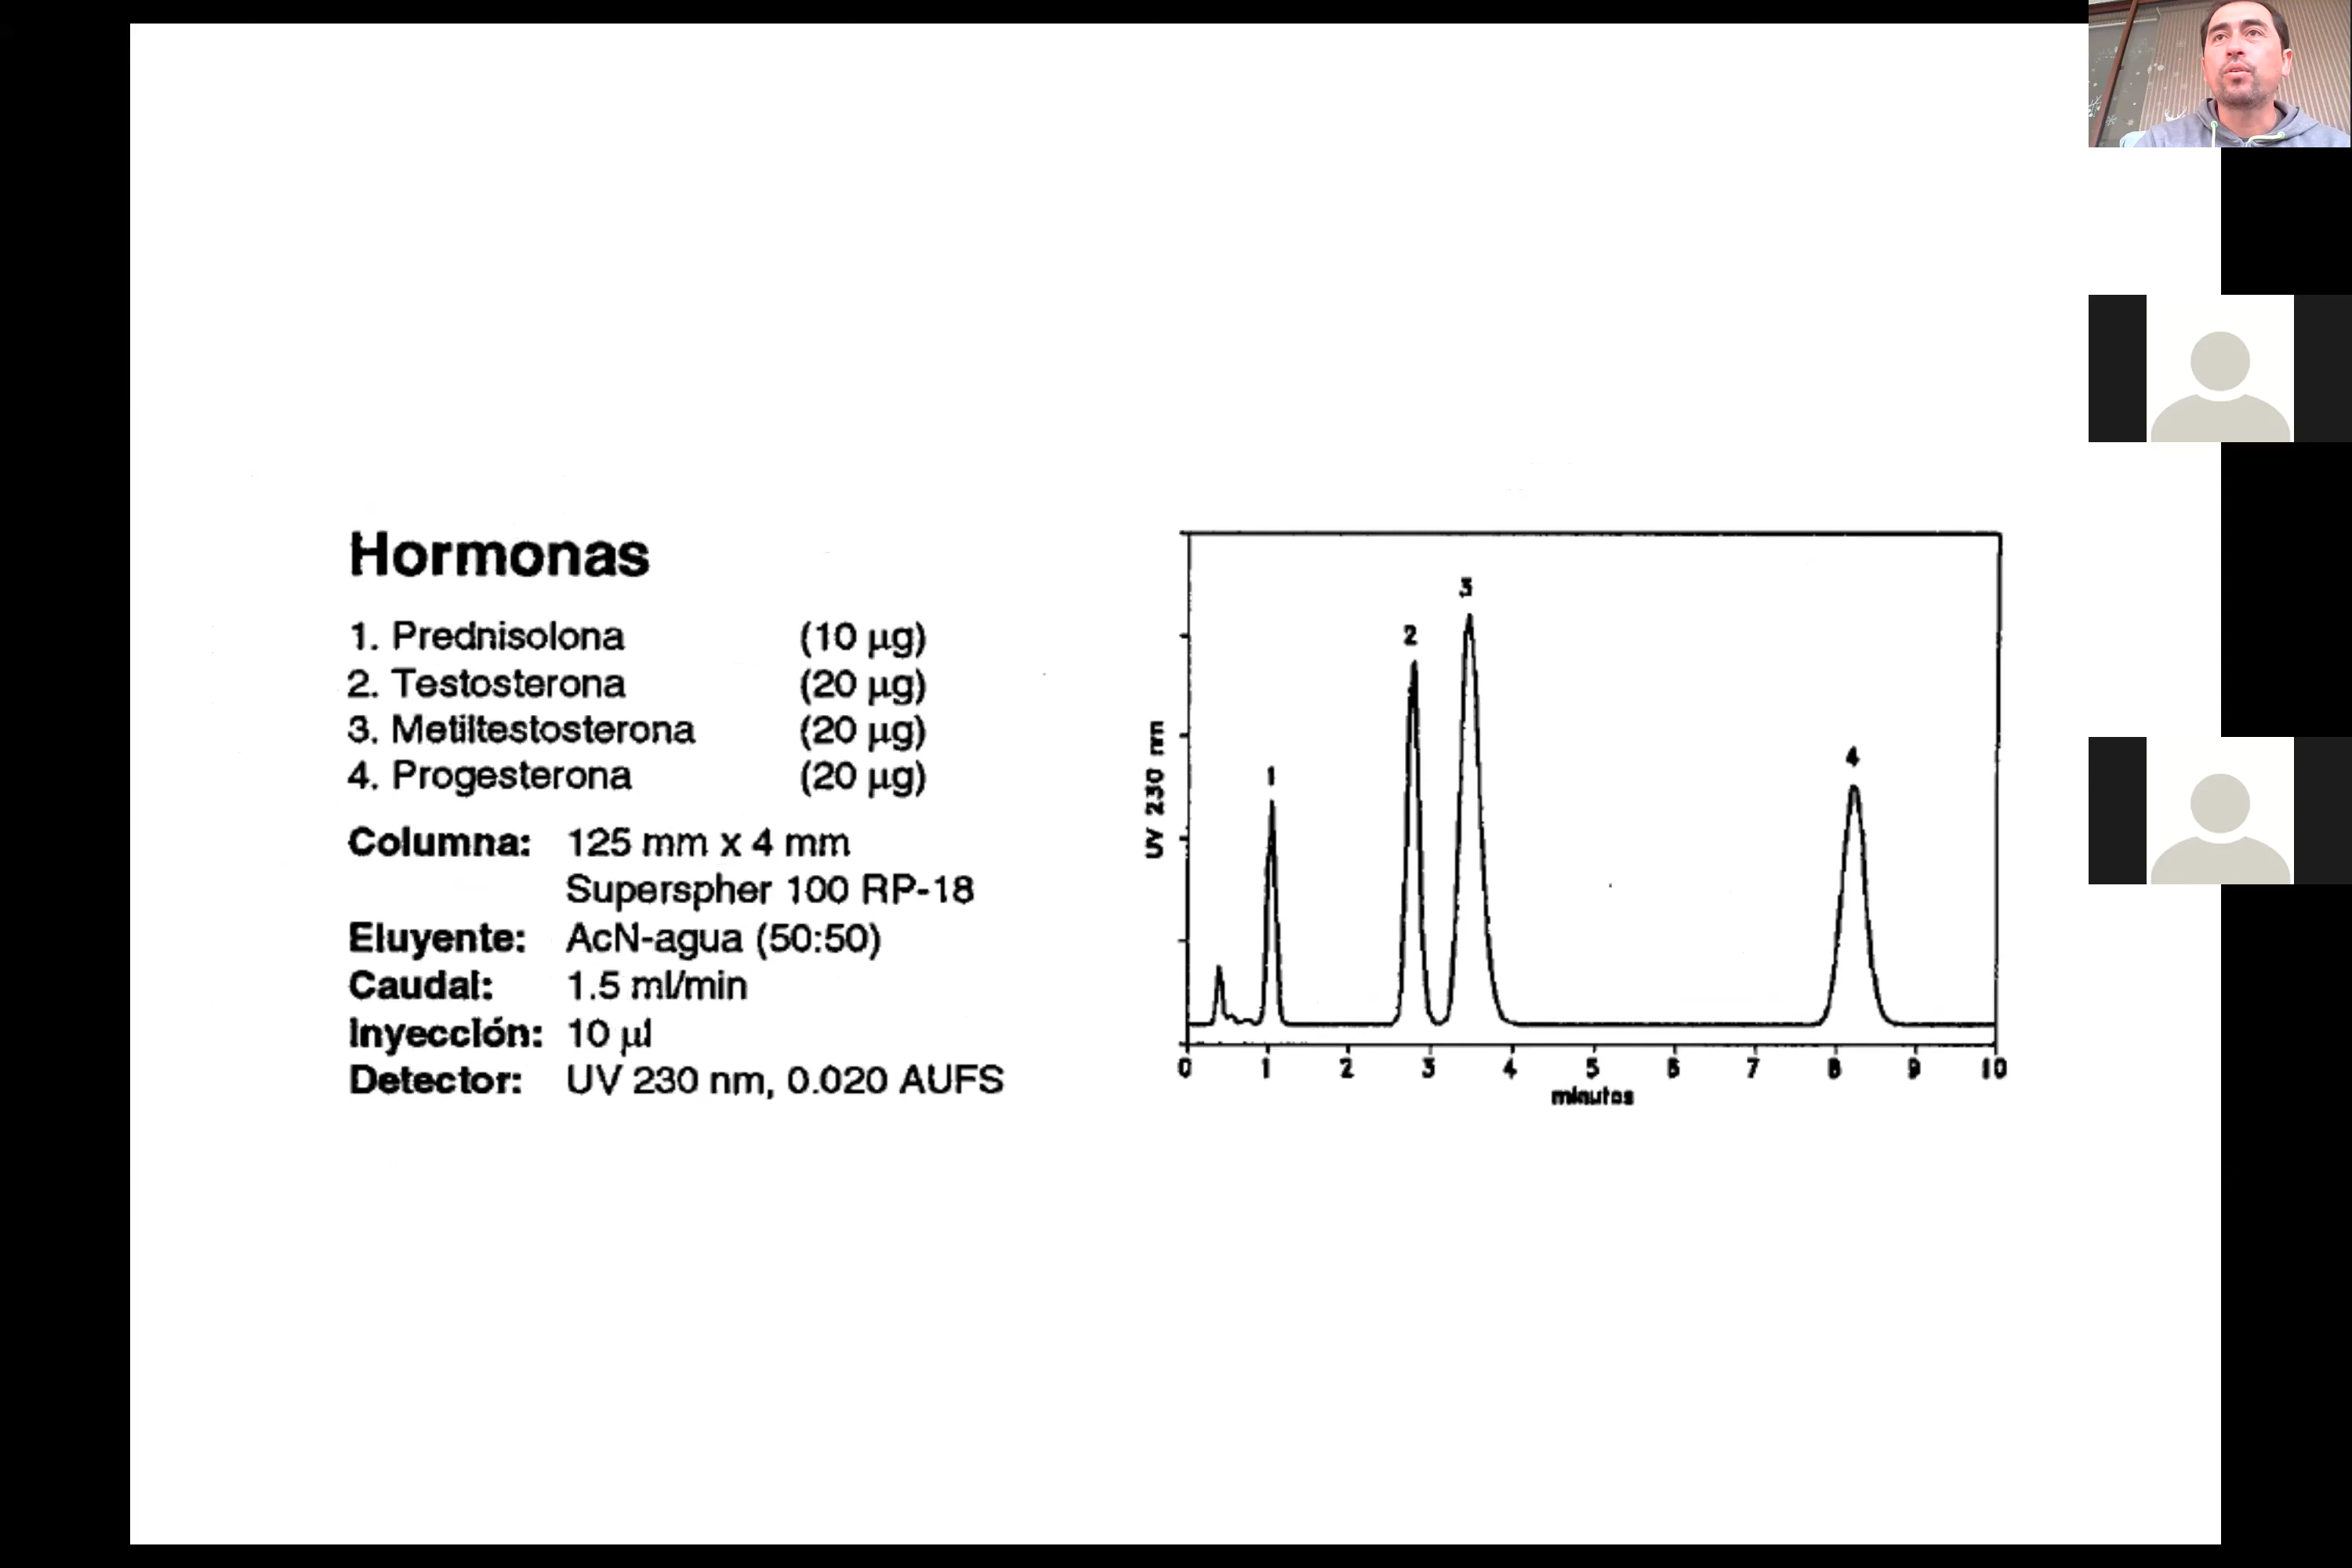 Hormonas
1. Prednisolona (10 µg)
2. Testosterona (20 µg)
3. Metiltestosterona (20 µg)
4. Progesterona (20 µg)
Columna: 125 mm x 4 mm
Superspher 100 RP-18
Eluyente: AcN-agua (50:50)
Caudal: 1.5 ml/min
Inyección: 10 µl
Detector: UV 230 nm, 0.020 AUFS
UV 230 nm
1
2
3
4
0 1 2 3 4 5 6 7 8 9 10
minutos